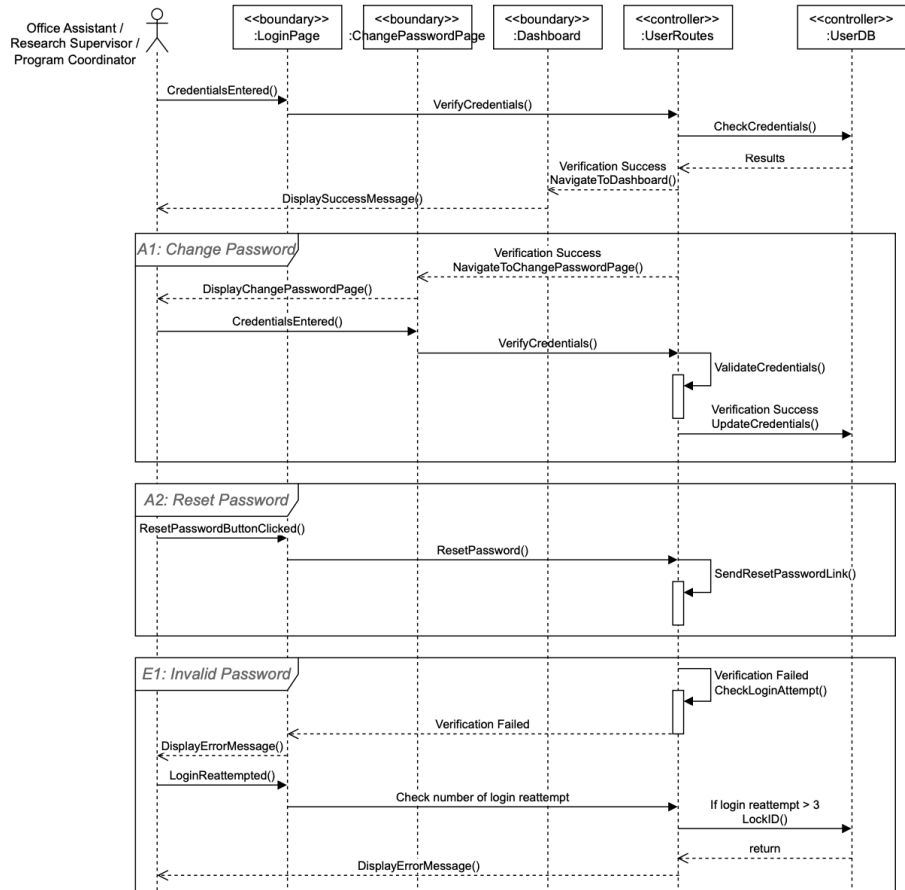 Office Assistant /
Research Supervisor /
Program Coordinator
<<boundary>>
:LoginPage
<<boundary>>
:ChangePasswordPage
<<boundary>>
:Dashboard
<<controller>>
:UserRoutes
<<controller>>
:UserDB
CredentialsEntered()
VerifyCredentials()
CheckCredentials()
Results
Verification Success
NavigateToDashboard()
DisplaySuccessMessage()
A1: Change Password
Verification Success
NavigateToChangePasswordPage()
DisplayChangePasswordPage()
CredentialsEntered()
VerifyCredentials()
ValidateCredentials()
Verification Success
UpdateCredentials()
A2: Reset Password
ResetPasswordButtonClicked()
ResetPassword()
SendResetPasswordLink()
E1: Invalid Password
Verification Failed
CheckLoginAttempt()
Verification Failed
DisplayErrorMessage()
LoginReattempted()
Check number of login reattempt
If login reattempt > 3
LockID()
return
DisplayErrorMessage()